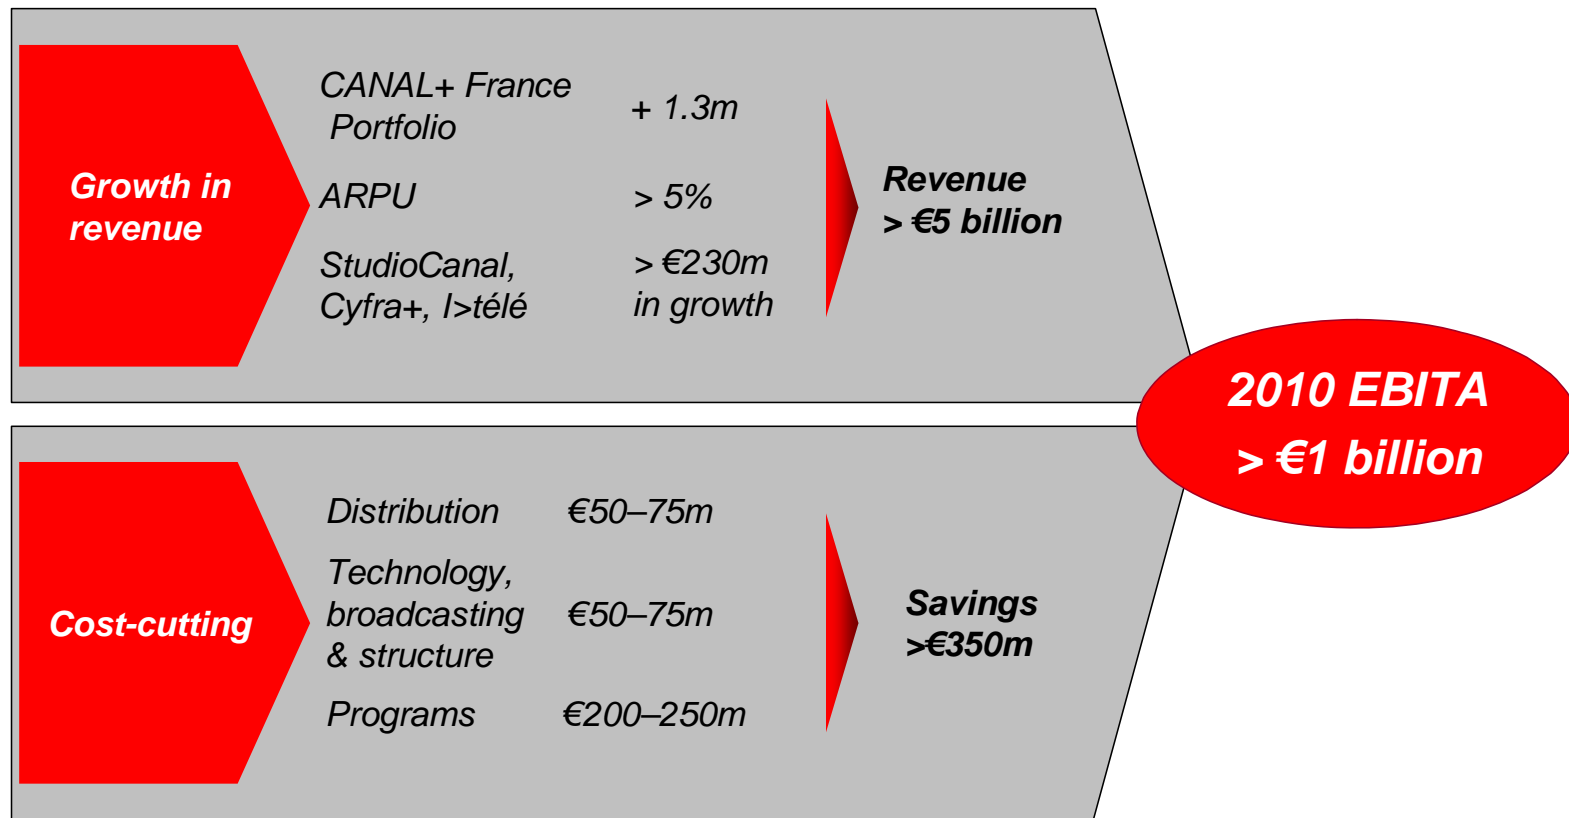 Growth in
revenue
CANAL+ France
Portfolio
+ 1.3m
ARPU
> 5%
StudioCanal,
Cyfra+, I>télé
> €230m
in growth
Revenue
> €5 billion
2010 EBITA
> €1 billion
Cost-cutting
Distribution
€50–75m
Technology,
broadcasting
& structure
€50–75m
Programs
€200–250m
Savings
>€350m